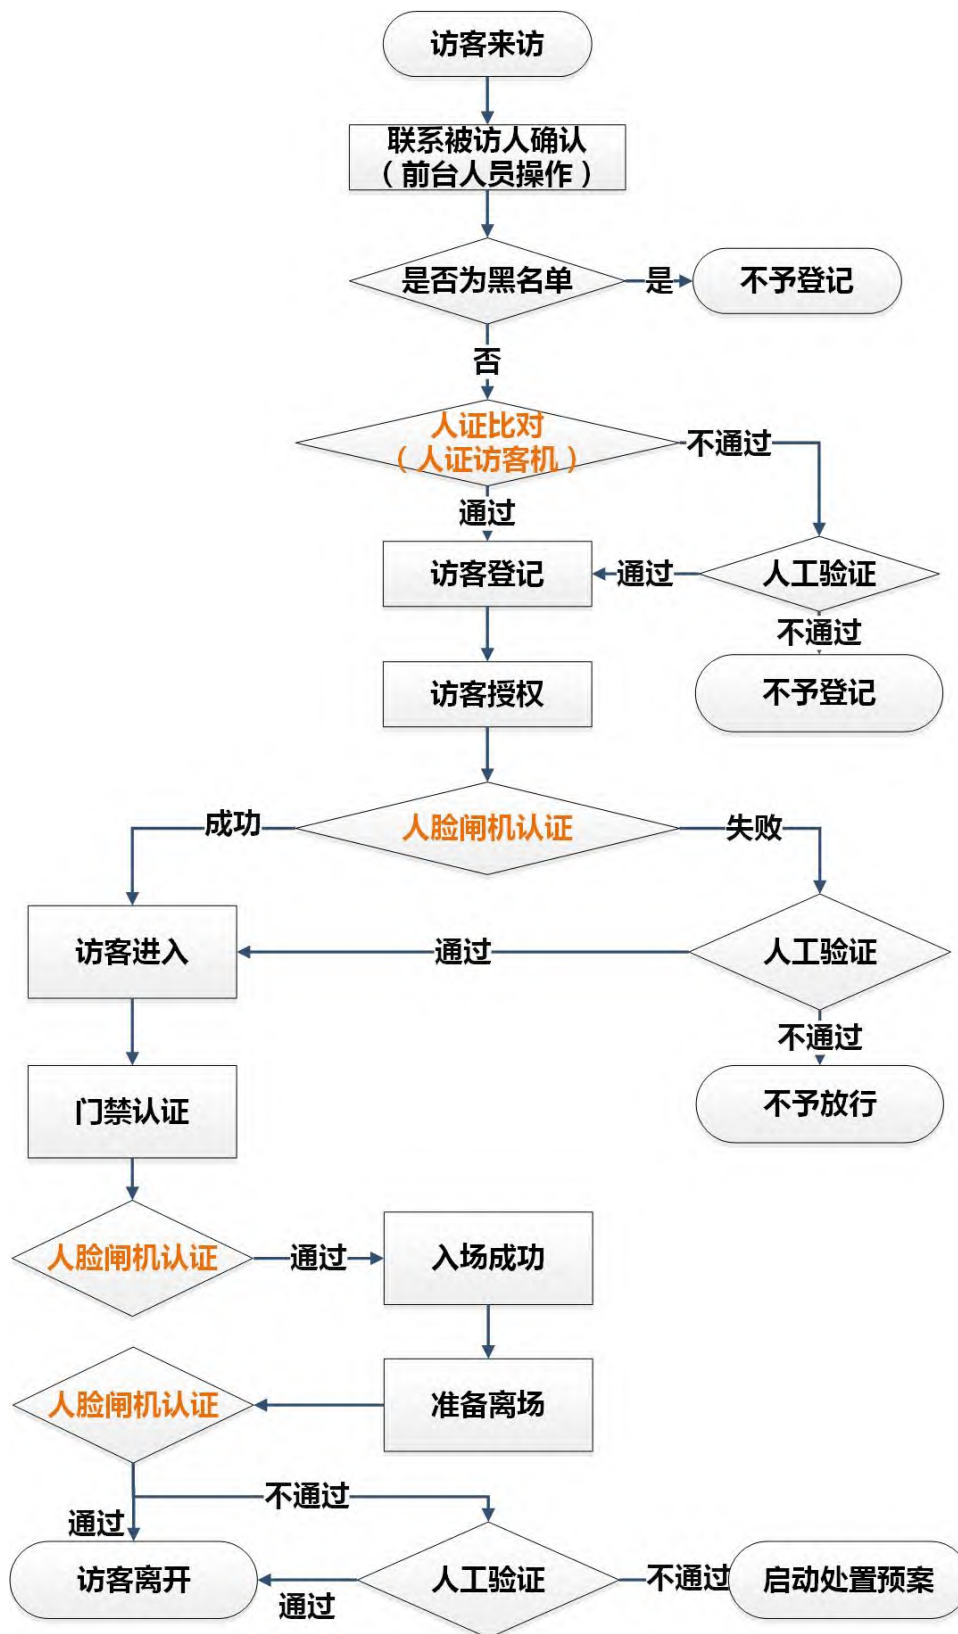 访客来访
联系被访人确认
（前台人员操作）
是否为黑名单
是
不予登记
否
人证比对
（人证访客机）
不通过
通过
访客登记
通过
人工验证
不通过
访客授权
不予登记
成功
人脸闸机认证
失败
访客进入
通过
人工验证
不通过
门禁认证
不予放行
人脸闸机认证
通过
入场成功
人脸闸机认证
准备离场
不通过
通过
访客离开
通过
人工验证
不通过
启动处置预案